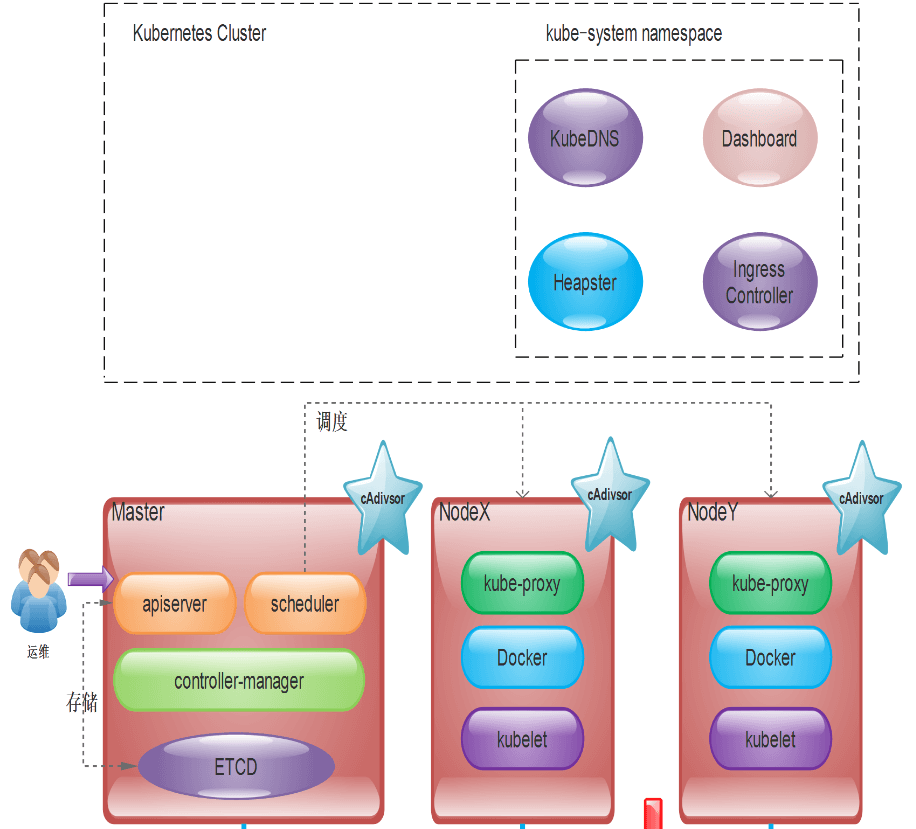 Kubernetes Cluster
kube-system namespace
KubeDNS
Dashboard
Heapster
Ingress
Controller
调度
cAdivsor
cAdivsor
cAdivsor
Master
NodeX
NodeY
apiserver
scheduler
kube-proxy
kube-proxy
运维
controller-manager
Docker
Docker
存储
ETCD
kubelet
kubelet